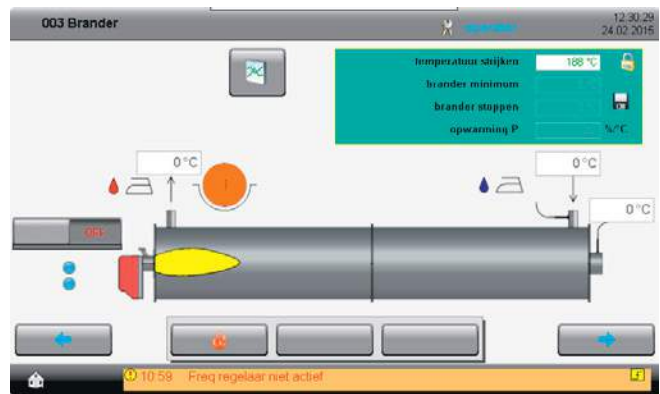 003 Brander
operator
12.30.29
24.02.2015
temperatuur strijken 188 °C
brander minimum
brander stoppen
opwarming P %/°C
0 °C
0 °C
0 °C
OFF
10:59 Freq regelaar niet actief